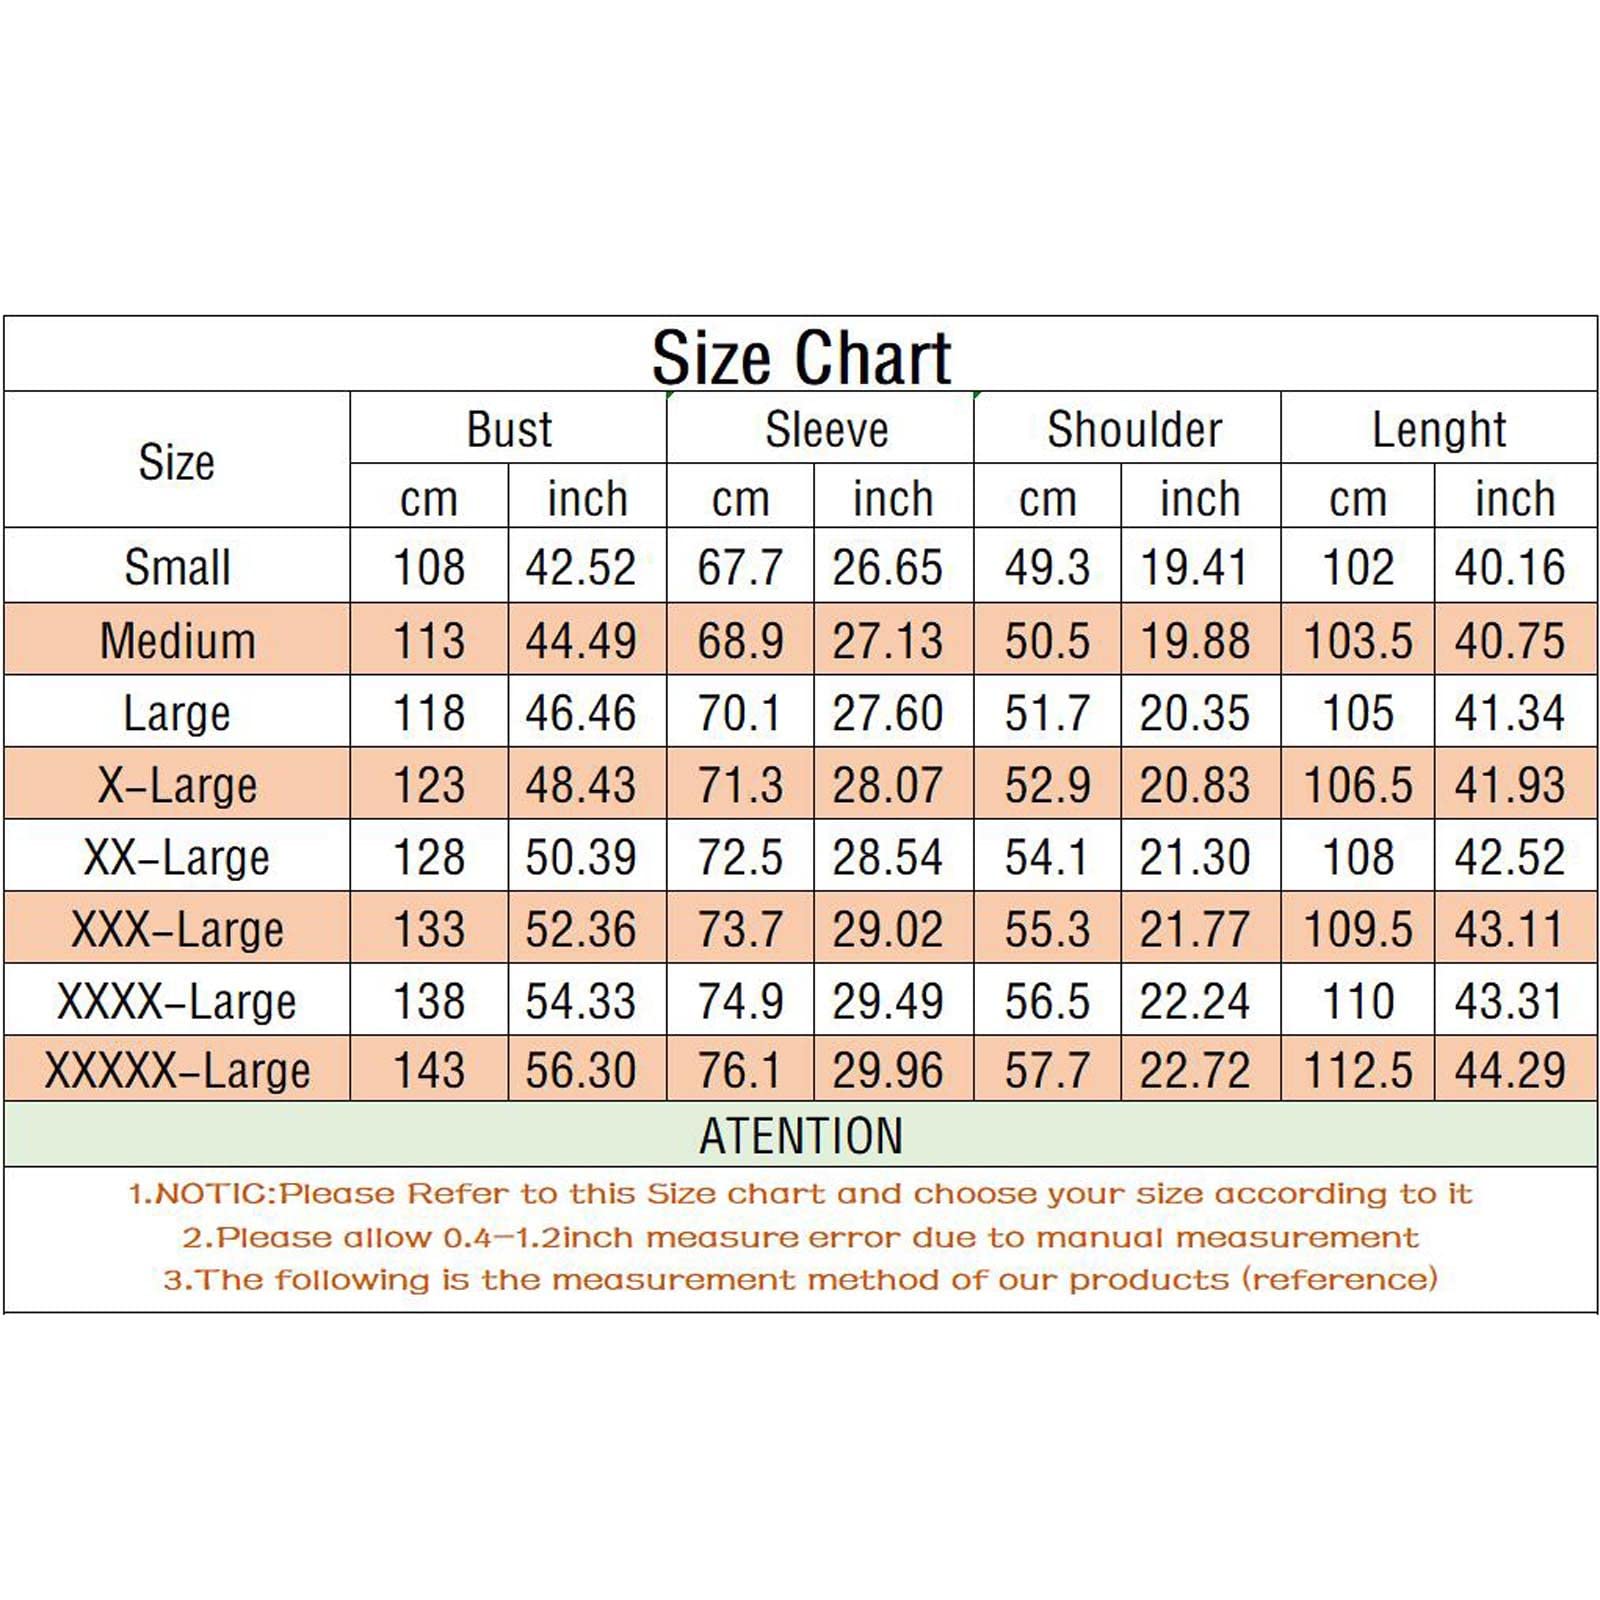 Size Chart
Size Bust Sleeve Shoulder Lenght
cm inch cm inch cm inch cm inch
Small 108 42.52 67.7 26.65 49.3 19.41 102 40.16
Medium 113 44.49 68.9 27.13 50.5 19.88 103.5 40.75
Large 118 46.46 70.1 27.60 51.7 20.35 105 41.34
X-Large 123 48.43 71.3 28.07 52.9 20.83 106.5 41.93
XX-Large 128 50.39 72.5 28.54 54.1 21.30 108 42.52
XXX-Large 133 52.36 73.7 29.02 55.3 21.77 109.5 43.11
XXXX-Large 138 54.33 74.9 29.49 56.5 22.24 110 43.31
XXXXX-Large 143 56.30 76.1 29.96 57.7 22.72 112.5 44.29
ATENTION
1.NOTIC:Please Refer to this Size chart and choose your size according to it
2.Please allow 0.4-1.2inch measure error due to manual measurement
3.The following is the measurement method of our products (reference)